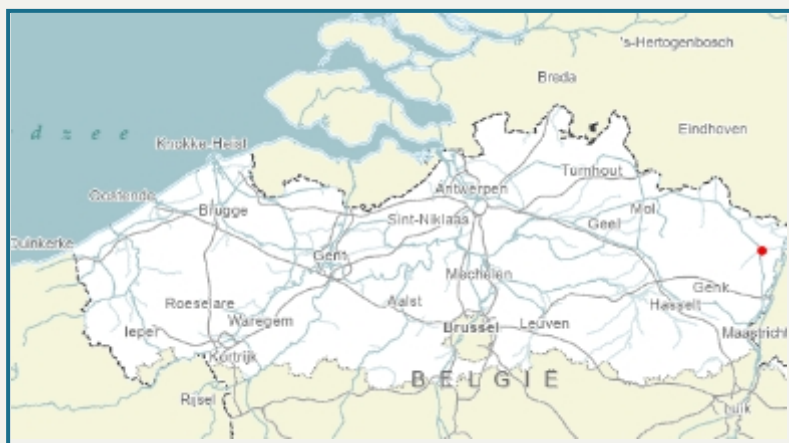 's-Hertogenbosch
Breda
Eindhoven
d z e e
Knokke-Heist
Turnhout
Antwerpen
Oostende
Brugge
Sint-Niklaas
Geel
Mol
Duinkerke
Gent
Mechelen
Genk
Roeselare
Aalst
Hasselt
Ieper
Waregem
Brussel
Leuven
Maastricht
Kortrijk
BELGIË
Rijsel
Luik